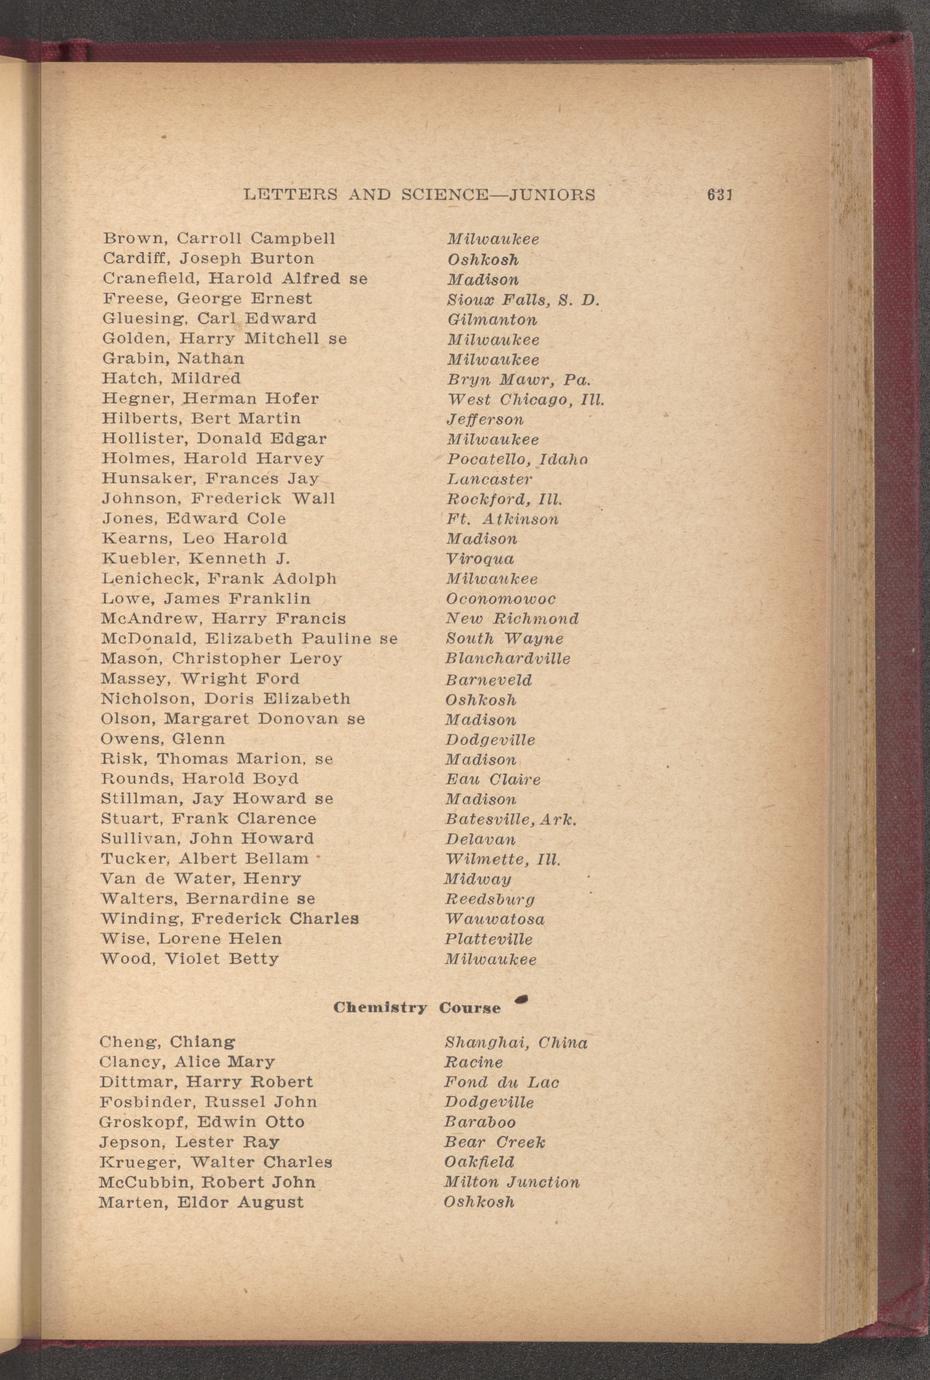 LETTERS AND SCIENCE—JUNIORS 631
Brown, Carroll Campbell Milwaukee
Cardiff, Joseph Burton Oshkosh
Cranefield, Harold Alfred se Madison
Freese, George Ernest Sioux Falls, S. D.
Gluesing, Carl Edward Gilmanton
Golden, Harry Mitchell se Milwaukee
Grabin, Nathan Milwaukee
Hatch, Mildred Bryn Mawr, Pa.
Hegner, Herman Hofer West Chicago, Ill.
Hilberts, Bert Martin Jefferson
Hollister, Donald Edgar Milwaukee
Holmes, Harold Harvey Pocatello, Idaho
Hunsaker, Frances Jay Lancaster
Johnson, Frederick Wall Rockford, Ill.
Jones, Edward Cole Ft. Atkinson
Kearns, Leo Harold Madison
Kuebler, Kenneth J. Viroqua
Lenicheck, Frank Adolph Milwaukee
Lowe, James Franklin Oconomowoc
McAndrew, Harry Francis New Richmond
McDonald, Elizabeth Pauline se South Wayne
Mason, Christopher Leroy Blanchardville
Massey, Wright Ford Barneveld
Nicholson, Doris Elizabeth Oshkosh
Olson, Margaret Donovan se Madison
Owens, Glenn Dodgeville
Risk, Thomas Marion, se Madison
Rounds, Harold Boyd Eau Claire
Stillman, Jay Howard se Madison
Stuart, Frank Clarence Batesville, Ark.
Sullivan, John Howard Delavan
Tucker, Albert Bellam Wilmette, Ill.
Van de Water, Henry Midway
Walters, Bernardine se Reedsburg
Winding, Frederick Charles Wauwatosa
Wise, Lorene Helen Platteville
Wood, Violet Betty Milwaukee
Chemistry Course
Cheng, Chiang Shanghai, China
Clancy, Alice Mary Racine
Dittmar, Harry Robert Fond du Lac
Fosbinder, Russel John Dodgeville
Groskopf, Edwin Otto Baraboo
Jepson, Lester Ray Bear Creek
Krueger, Walter Charles Oakfield
McCubbin, Robert John Milton Junction
Marten, Eldor August Oshkosh